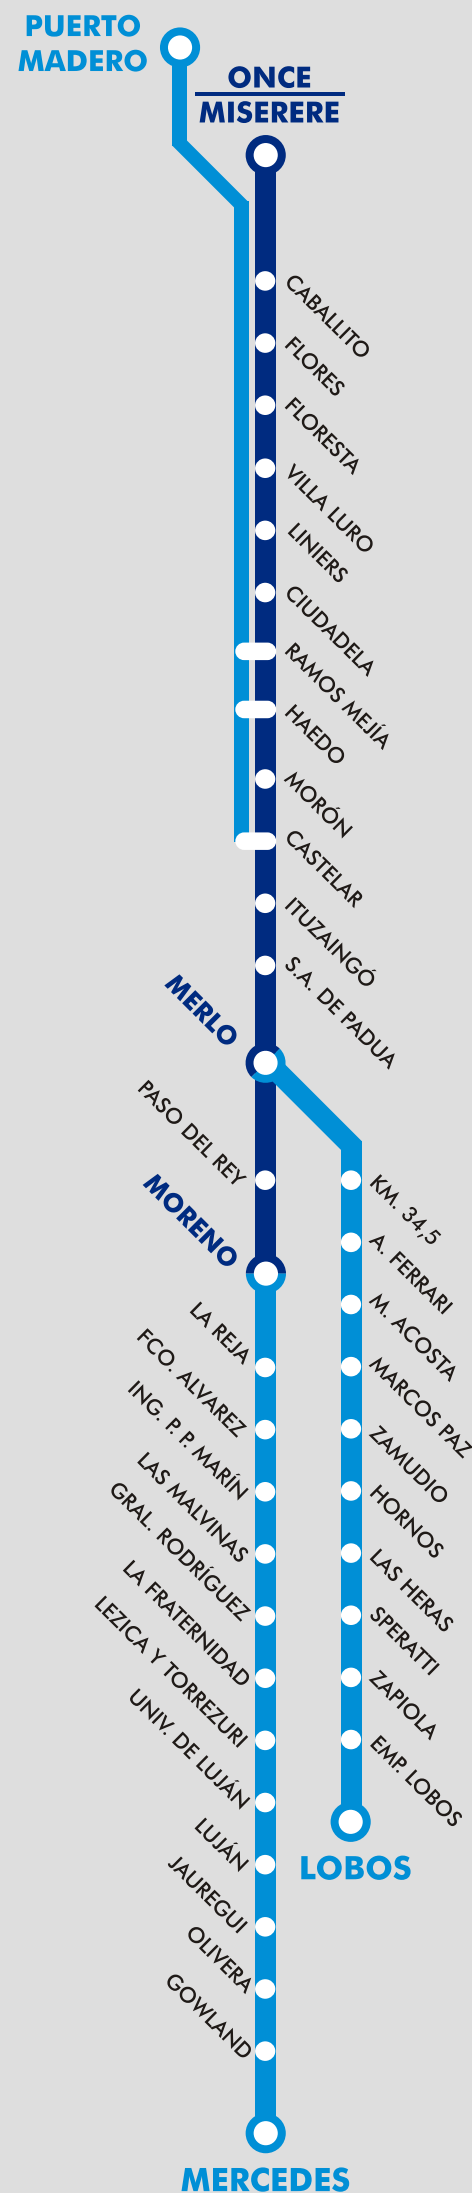 PUERTO
MADERO
ONCE
MISERERE
CABALLITO
FLORES
FLORESTA
VILLA LURO
LINIERS
CIUDADELA
RAMOS MEJÍA
HAEDO
MORÓN
CASTELAR
ITUZAINGÓ
S.A. DE PADUA
MERLO
PASO DEL REY
MORENO
KM. 34,5
A. FERRARI
M. ACOSTA
MARCOS PAZ
ZAMUDIO
HORNOS
LAS HERAS
SPERATTI
ZAPIOLA
EMP. LOBOS
LOBOS
LA REJA
FCO. ALVAREZ
ING. P. P. MARÍN
LAS MALVINAS
GRAL. RODRÍGUEZ
LA FRATERNIDAD
LEZICA Y TORREZURI
UNIV. DE LUJÁN
LUJÁN
JAUREGUI
OLIVERA
GOWLAND
MERCEDES